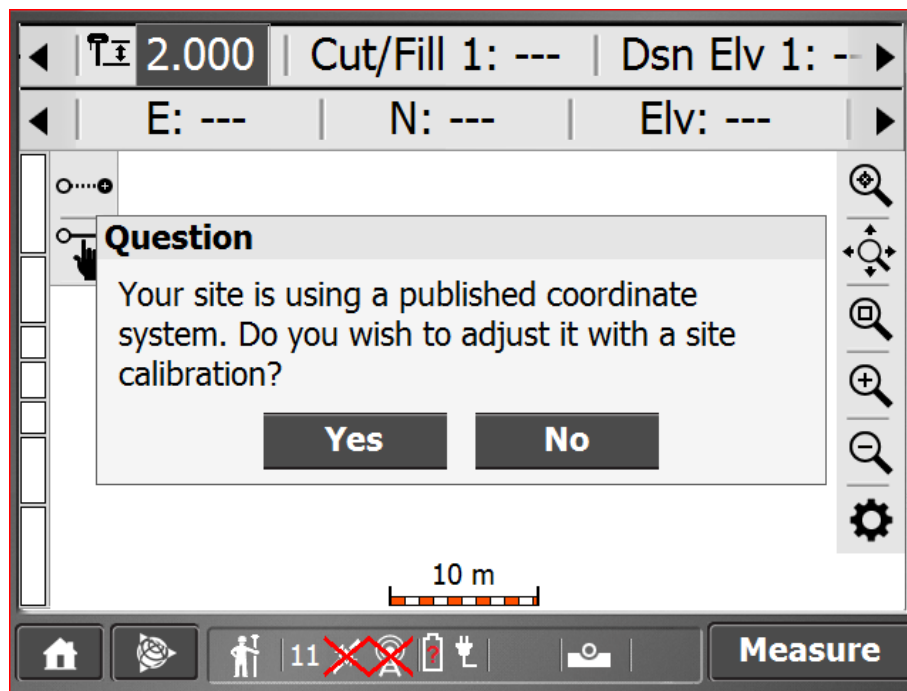 2.000 Cut/Fill 1: --- Dsn Elv 1: --
E: --- N: --- Elv: ---
Question
Your site is using a published coordinate
system. Do you wish to adjust it with a site
calibration?
Yes No
10 m
11 ? Measure